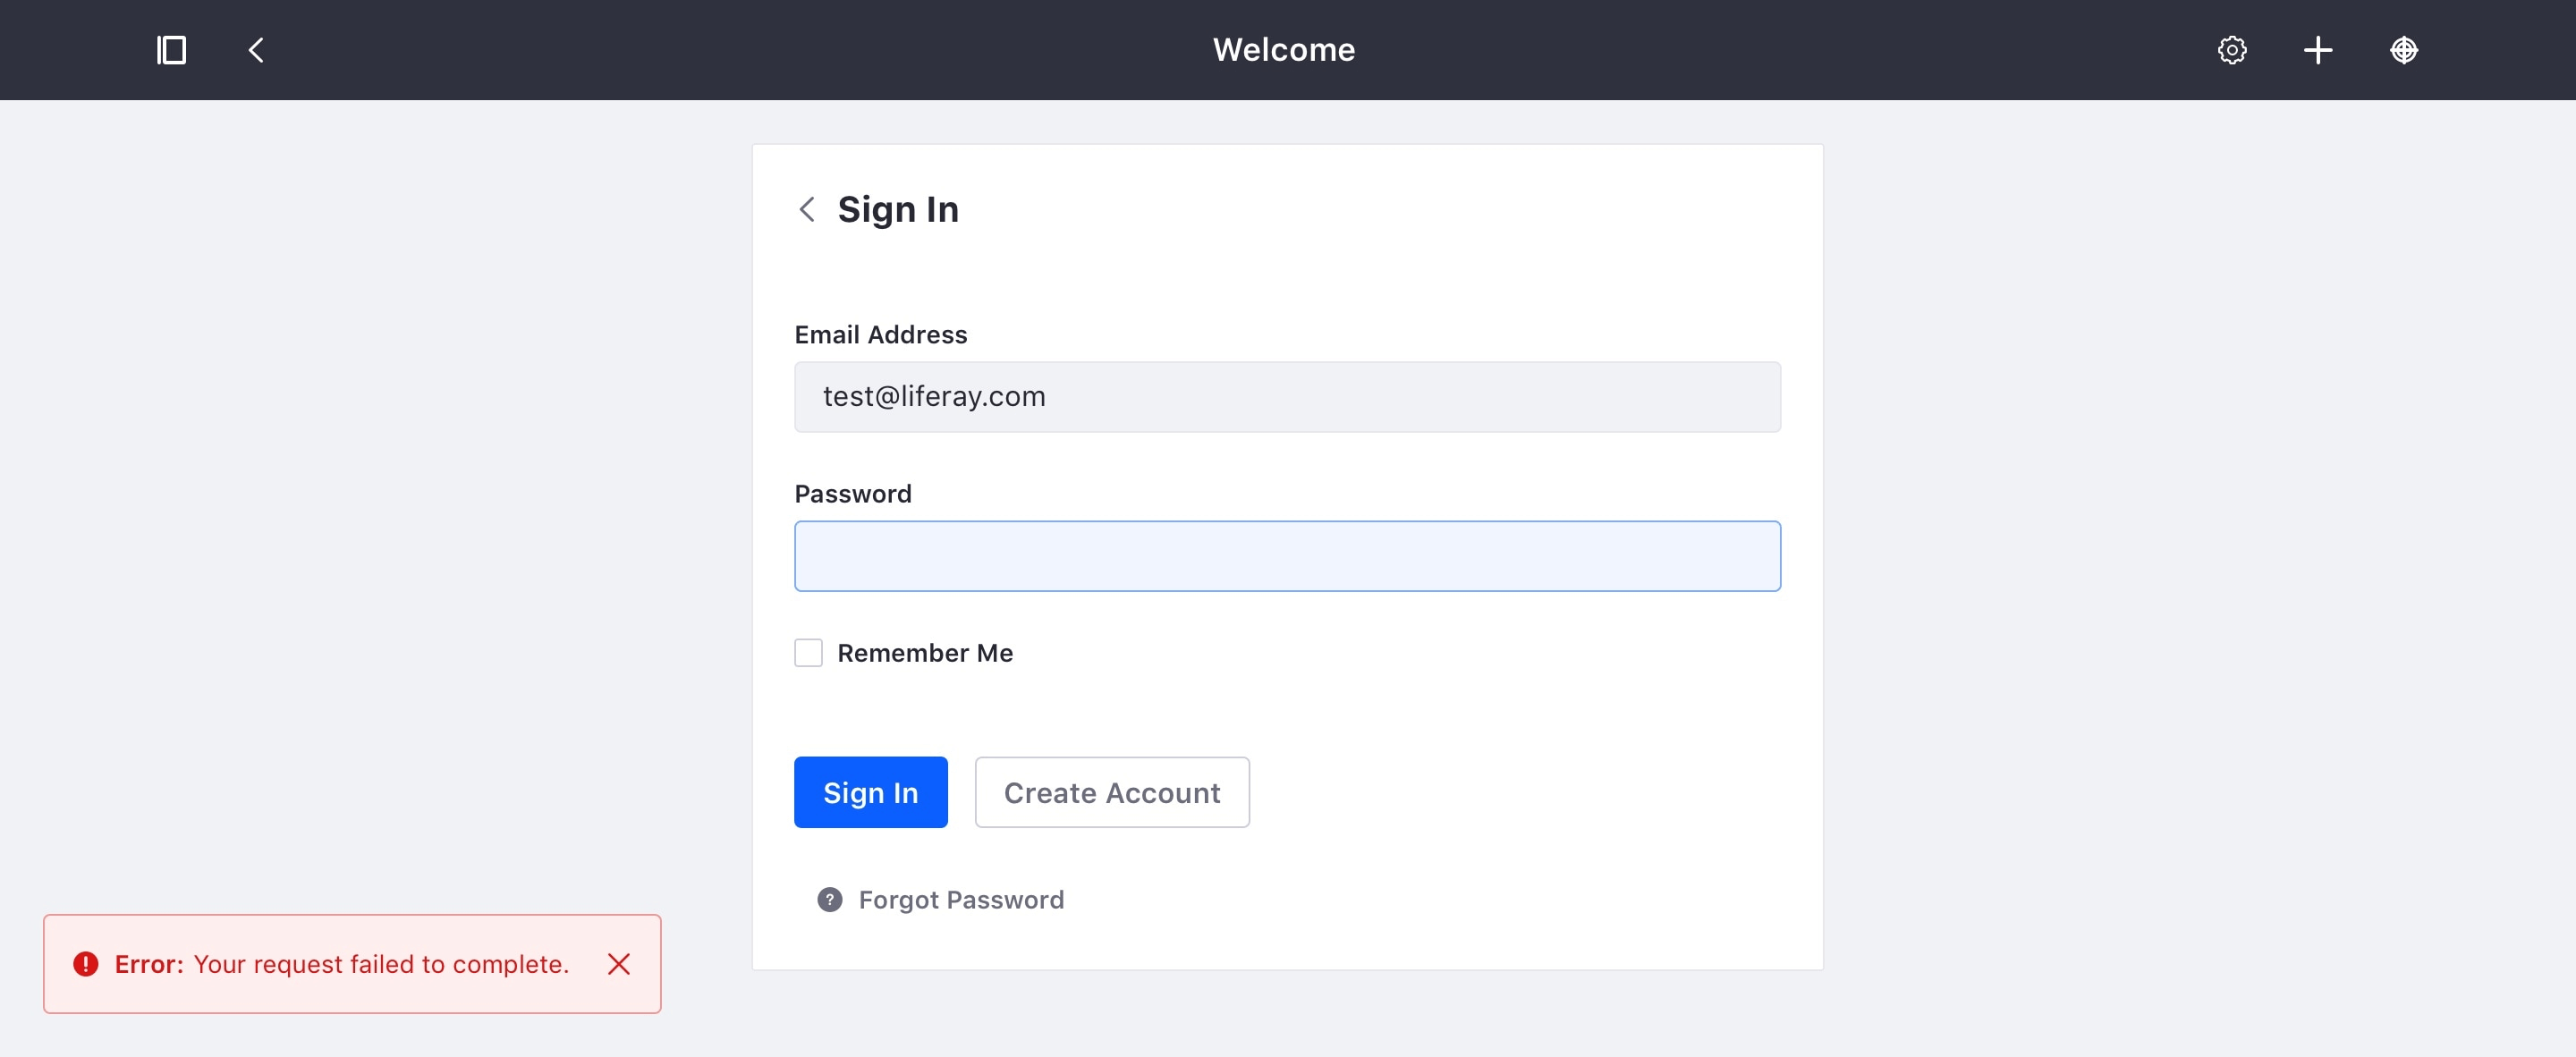 Welcome
Sign In
Email Address
test@liferay.com
Password
Remember Me
Sign In Create Account
? Forgot Password
Error: Your request failed to complete.